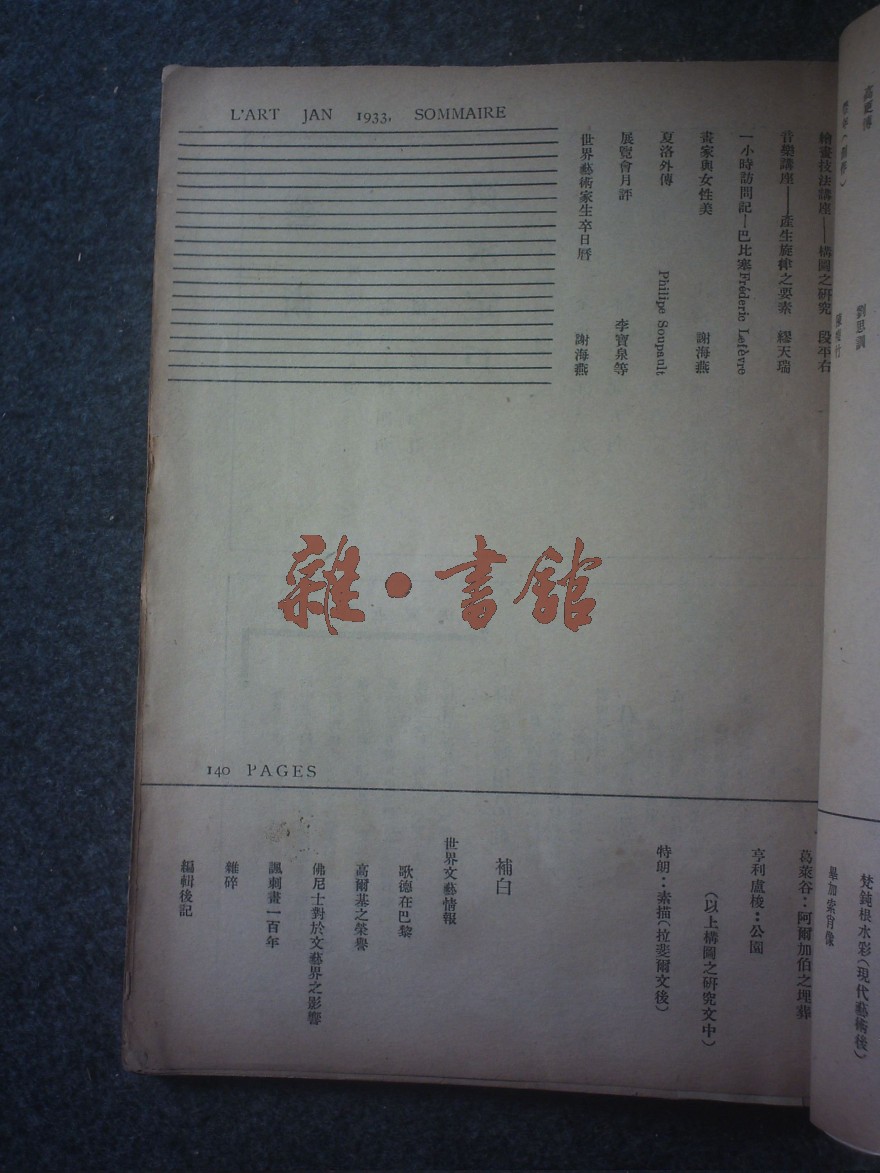 L'ART JAN 1933, SOMMAIRE
繪畫技法講座——構圖之研究 段平右
音樂講座——產生旋律之要素 繆天瑞
一小時訪問記—巴比塞Fréderic Lefèvre
畫家與女性美 謝海燕
夏洛外傳 Philipe Soupault
展覽會月評 李寶泉等
世界藝術家生卒日曆 謝海燕
雜·書館
140 PAGES
梵鈍根水彩(現代藝術後)
畢加索肖像
葛萊谷:阿爾加伯之埋葬
亨利盧梭:公園
(以上構圖之研究文中)
特朗:素描(拉斐爾文後)
補白
世界文藝情報
歌德在巴黎
高爾基之榮譽
佛尼士對於文藝界之影響
諷刺畫一百年
雜碎
編輯後記
高更傳
劉思訓